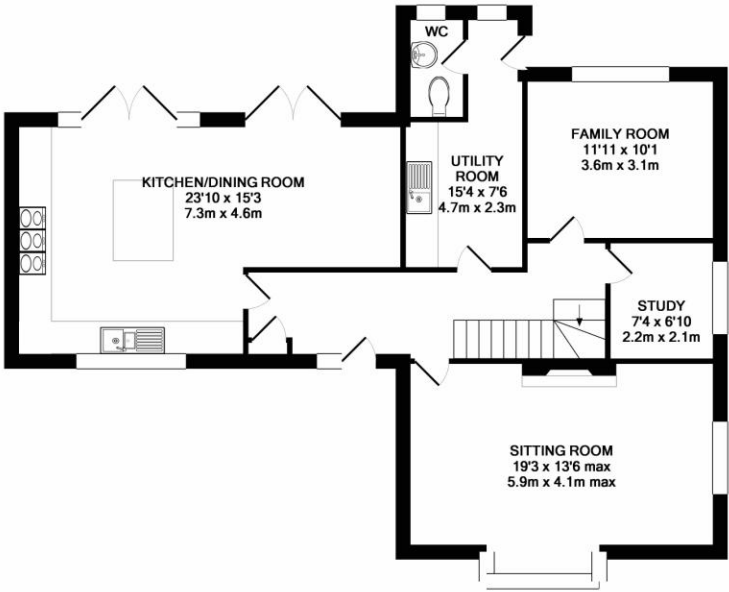 WC
FAMILY ROOM
11'11 x 10'1
3.6m x 3.1m
UTILITY
ROOM
15'4 x 7'6
4.7m x 2.3m
KITCHEN/DINING ROOM
23'10 x 15'3
7.3m x 4.6m
STUDY
7'4 x 6'10
2.2m x 2.1m
SITTING ROOM
19'3 x 13'6 max
5.9m x 4.1m max